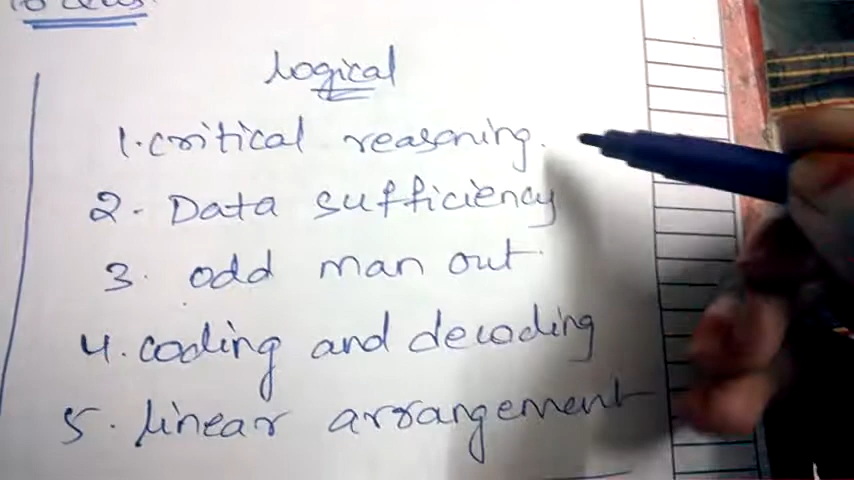 Logical
1. critical reasoning.
2. Data sufficiency
3. odd man out.
4. coding and decoding
5. linear arrangement